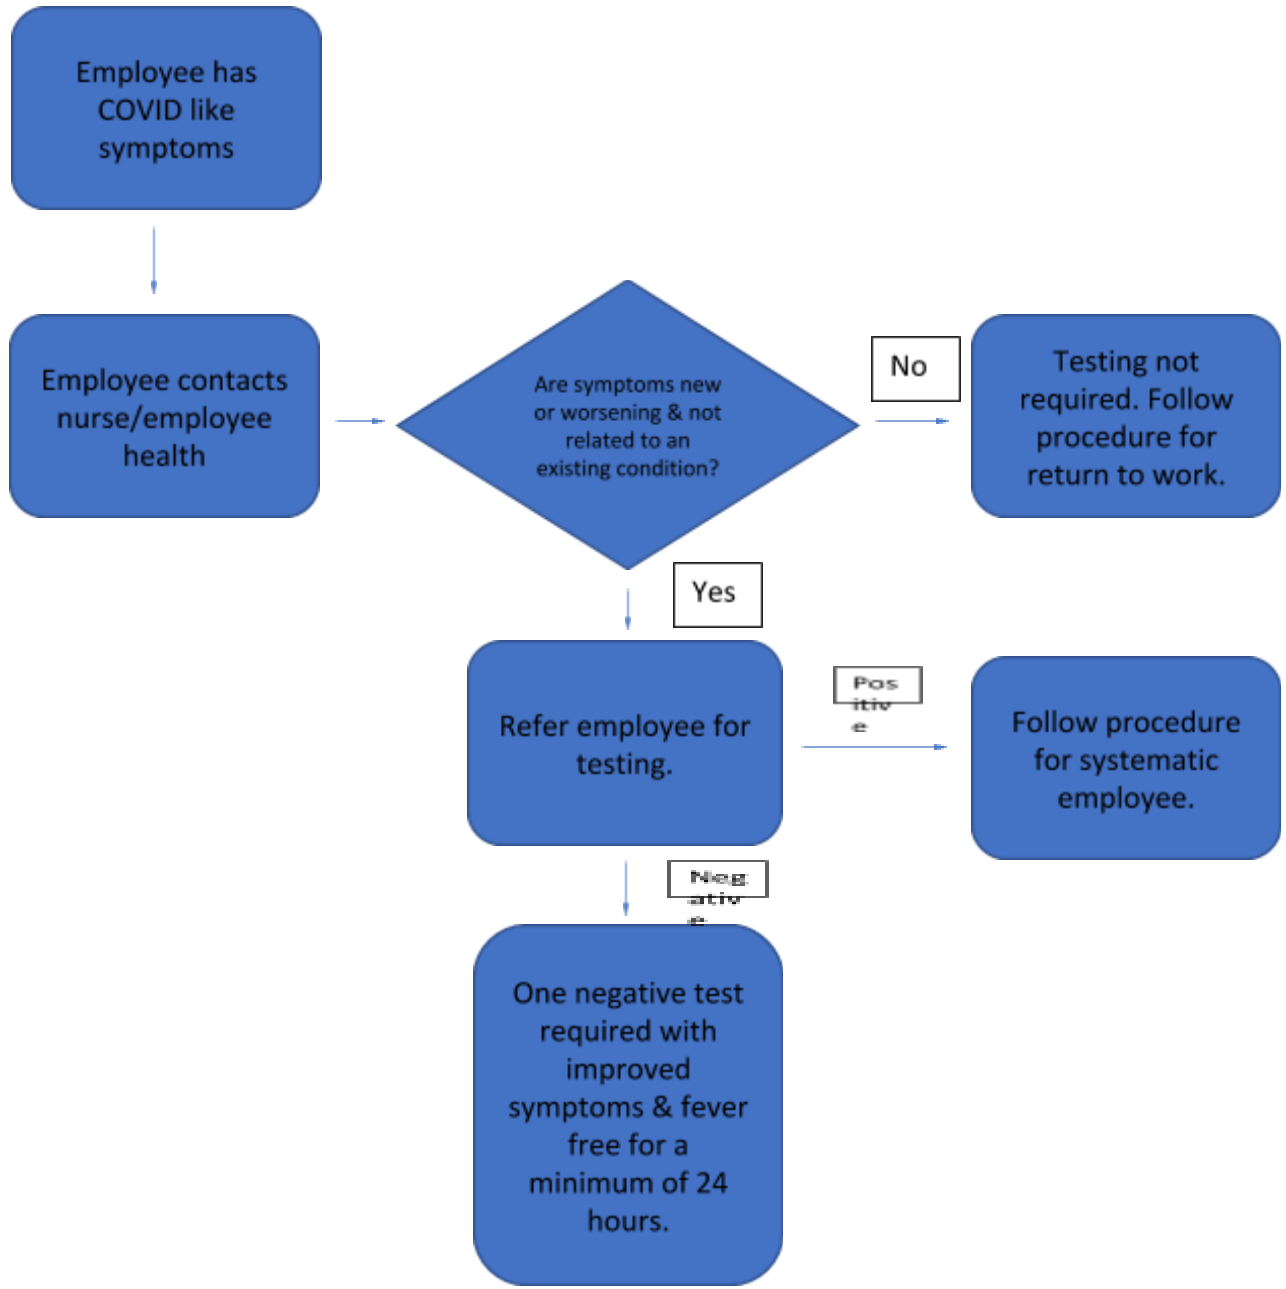 Employee has
COVID like
symptoms
Employee contacts
nurse/employee
health
Are symptoms new
or worsening & not
related to an
existing condition?
No
Testing not
required. Follow
procedure for
return to work.
Yes
Refer employee for
testing.
Pos
itiv
e
Follow procedure
for systematic
employee.
Neg
ativ
e
One negative test
required with
improved
symptoms & fever
free for a
minimum of 24
hours.